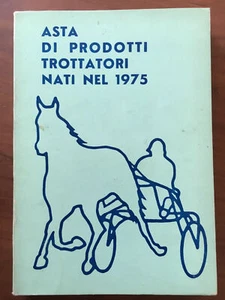 ASTA
DI PRODOTTI
TROTTATORI
NATI NEL 1975